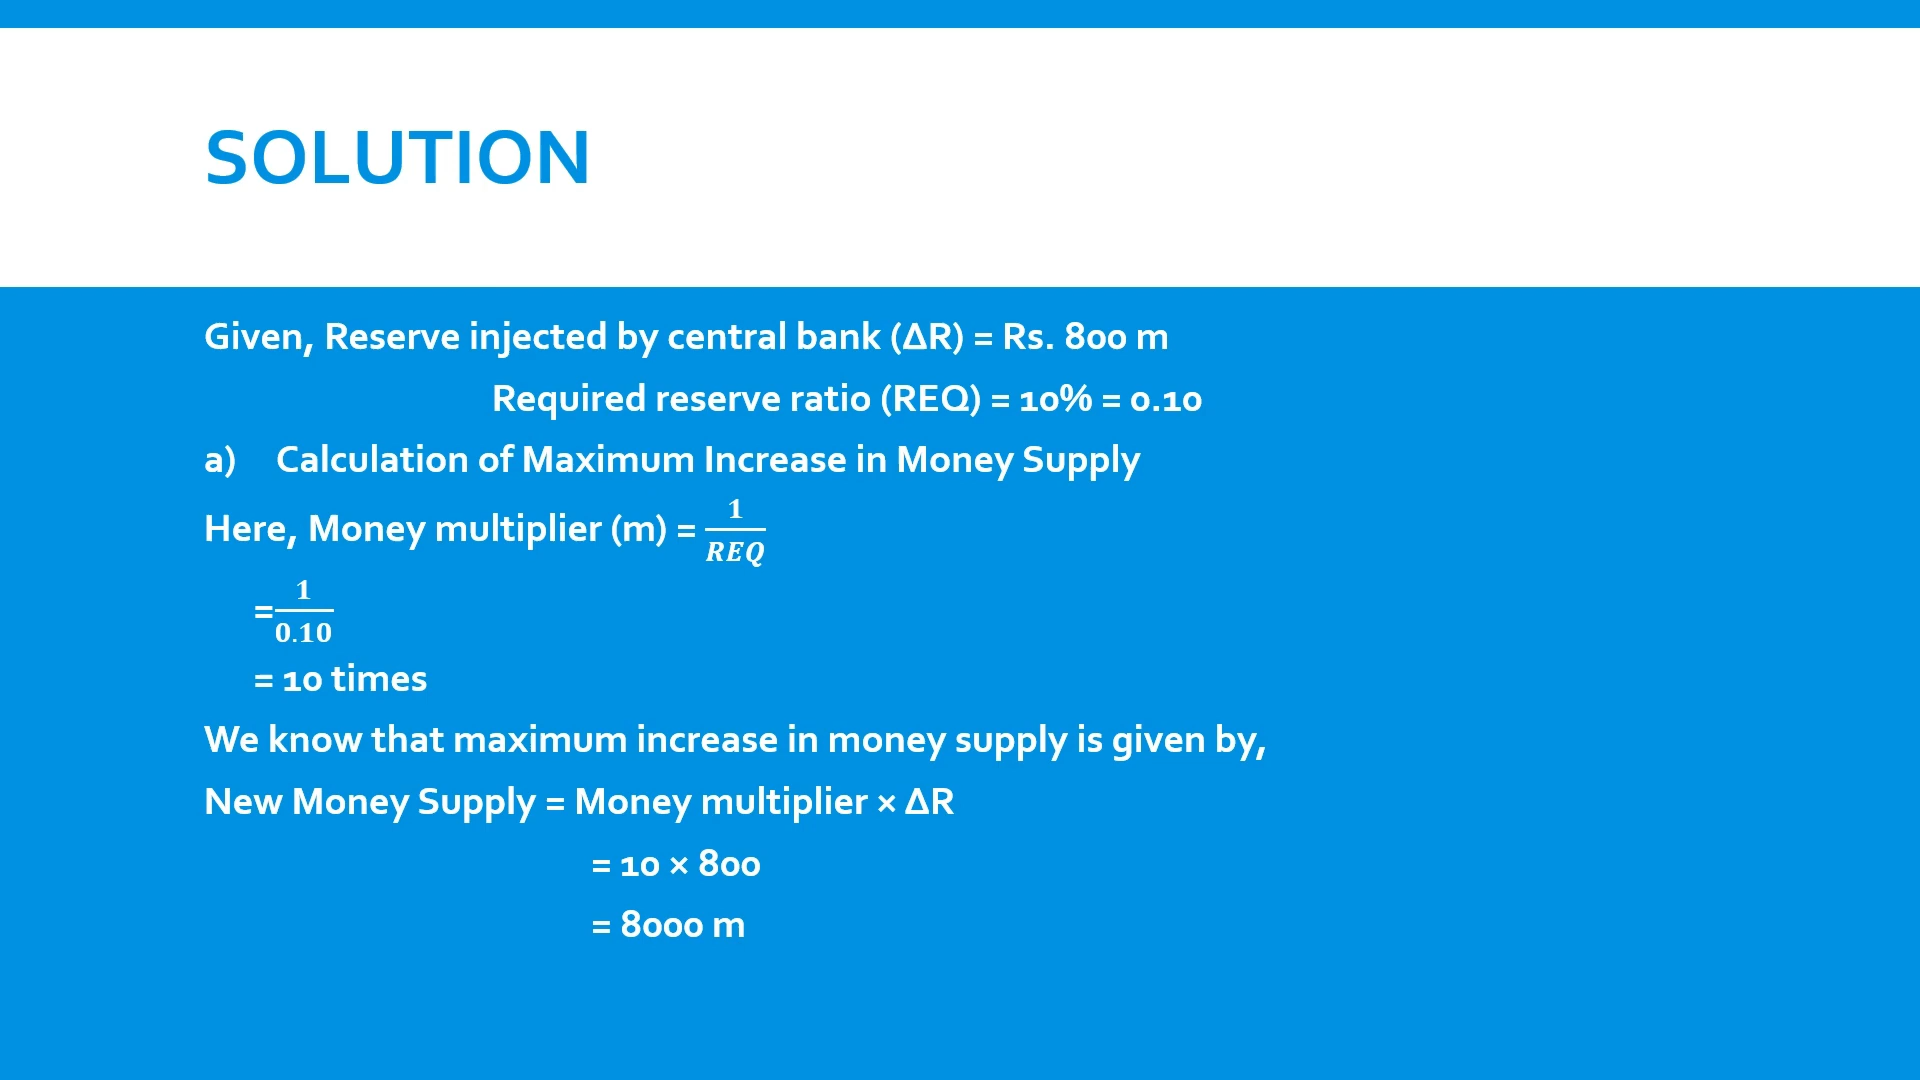 SOLUTION
Given, Reserve injected by central bank (ΔR) = Rs. 800 m
Required reserve ratio (REQ) = 10% = 0.10
a) Calculation of Maximum Increase in Money Supply
Here, Money multiplier (m) = 1/REQ
=1/0.10
= 10 times
We know that maximum increase in money supply is given by,
New Money Supply = Money multiplier × ΔR
= 10 × 800
= 8000 m